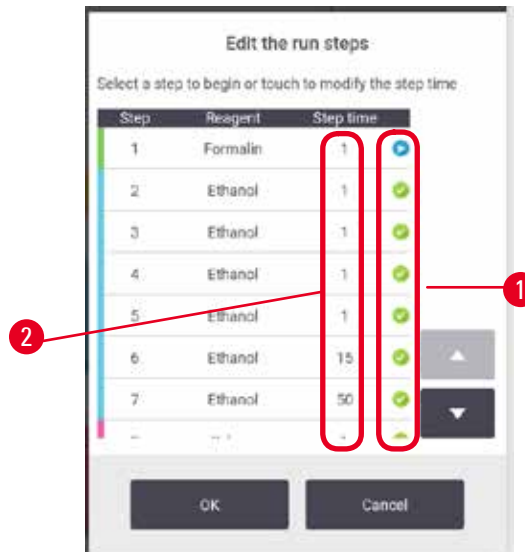 Edit the run steps
Select a step to begin or touch to modify the step time
Step Reagent Step time
1 Formalin 1
2 Ethanol 1
3 Ethanol 1
4 Ethanol 1
5 Ethanol 1
6 Ethanol 15
7 Ethanol 50
OK Cancel
1
2